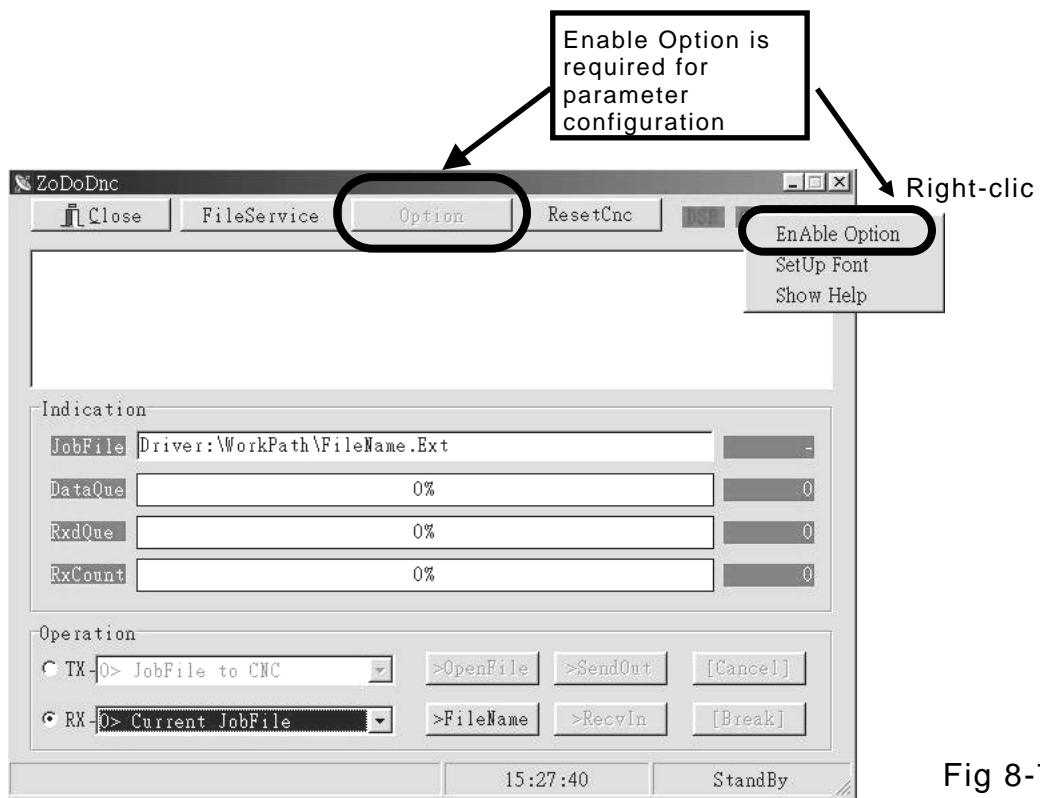 Enable Option is
required for
parameter
configuration
ZoDoDnc
Right-clic
Close FileService Option ResetCnc DSR
EnAble Option
SetUp Font
Show Help
Indication
JobFile Driver:\WorkPath\FileName.Ext -
DataQue 0% 0
RxdQue 0% 0
RxCount 0% 0
Operation
TX- 0> JobFile to CNC >OpenFile >SendOut [Cancel]
RX- 0> Current JobFile >FileName >RecvIn [Break]
15:27:40 StandBy
Fig 8-7